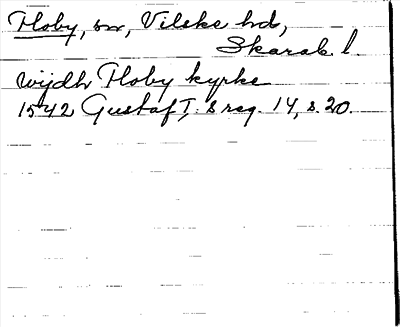 Floby, sn, Vilske hd,
Skarab. l.
wijdh Floby kyrke
1542 Gustaf I:s reg. 14, s. 20.